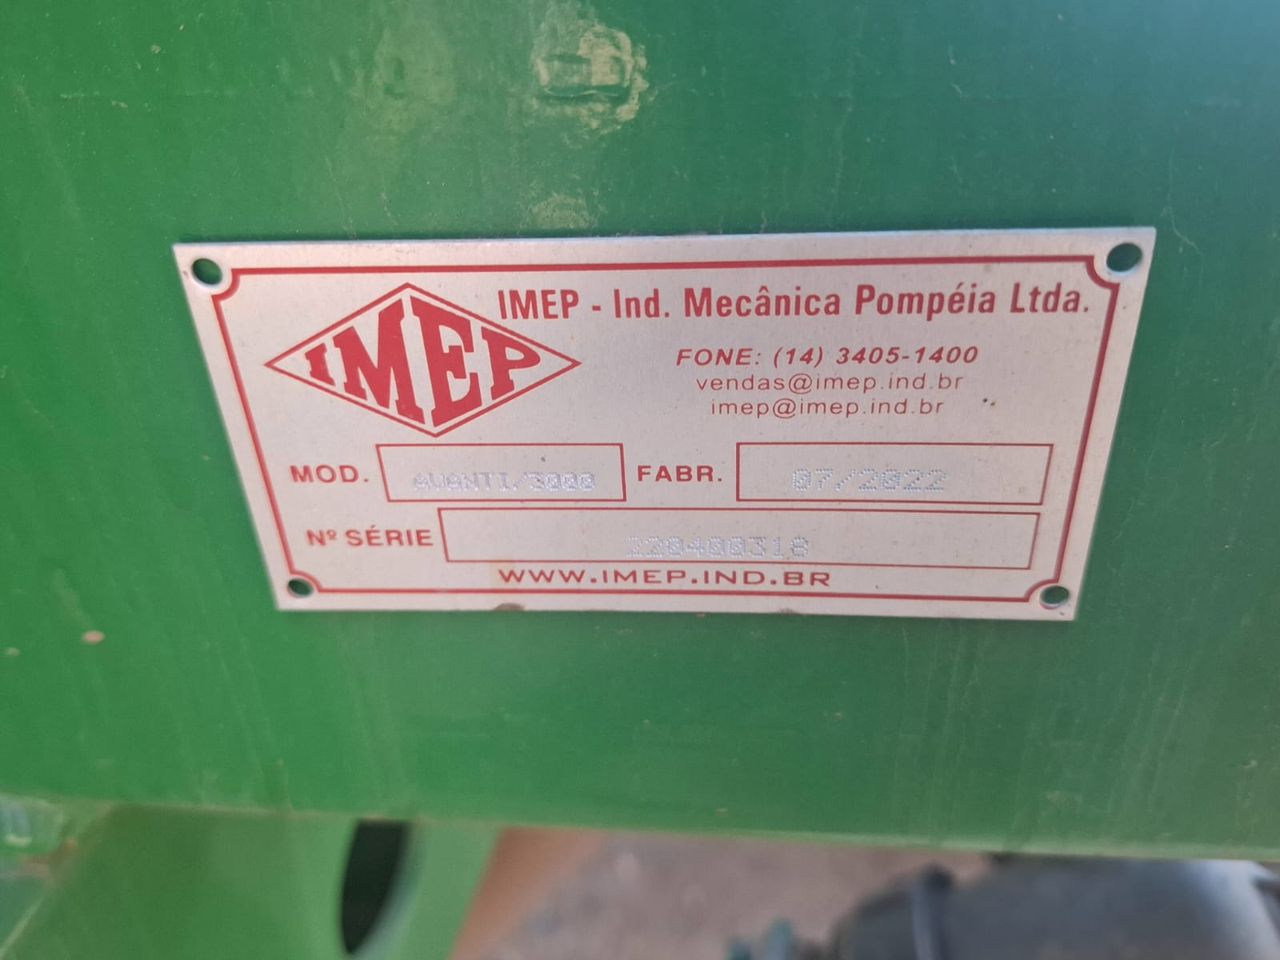 IMEP
IMEP - Ind. Mecânica Pompéia Ltda.
FONE: (14) 3405-1400
vendas@imep.ind.br
imep@imep.ind.br
MOD. AVANTI/3000 FABR. 07/2022
Nº SÉRIE 220400318
WWW.IMEP.IND.BR